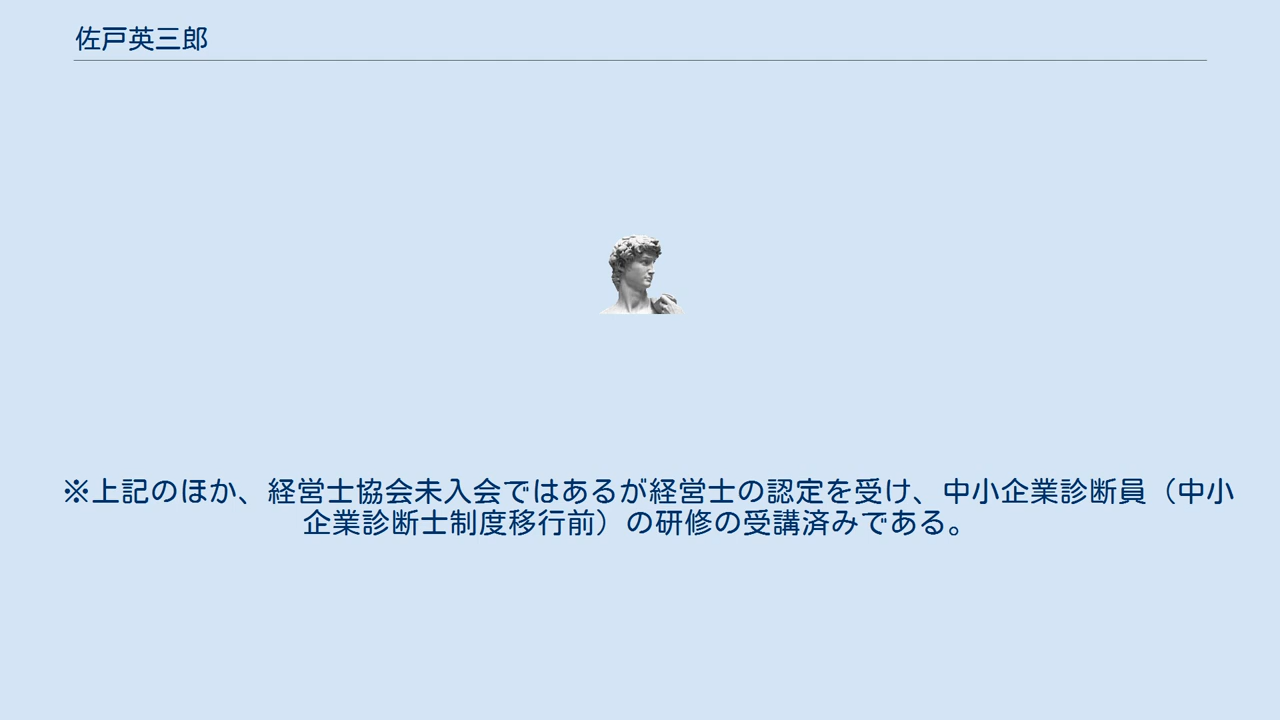 佐戸英三郎
※上記のほか、経営士協会未入会ではあるが経営士の認定を受け、中小企業診断員（中小
企業診断士制度移行前）の研修の受講済みである。